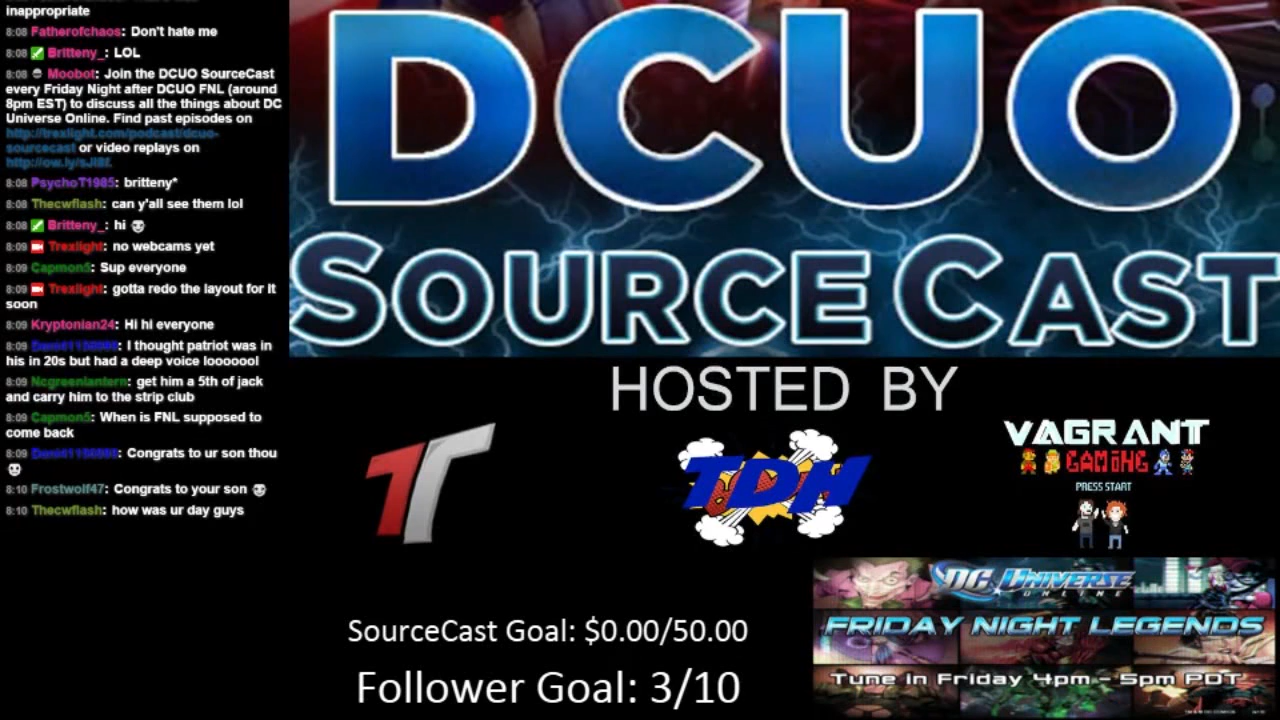 inappropriate
8:08 Fatherofchaos: Don't hate me
8:08 Britteny_: LOL
8:08 Moobot: Join the DCUO SourceCast
every Friday Night after DCUO FNL (around
8pm EST) to discuss all the things about DC
Universe Online. Find past episodes on
http://trexlight.com/podcast/dcuo-
sourcecast or video replays on
8:08 PsychoT1985: britteny*
8:08 Thecwflash: can y'all see them lol
8:08 Britteny_: hi
8:09 Trexlight: no webcams yet
8:09 Capmon5: Sup everyone
8:09 Trexlight: gotta redo the layout for it
soon
8:09 Kryptonian24: Hi hi everyone
8:09 I thought patriot was in
his in 20s but had a deep voice looooool
8:09 Ncgreenlantern: get him a 5th of jack
and carry him to the strip club
8:09 Capmon5: When is FNL supposed to
come back
8:09 Congrats to ur son thou
8:10 Frostwolf47: Congrats to your son
8:10 Thecwflash: how was ur day guys
DCUO
SOURCECAST
HOSTED BY
TT
TDH
VAGRANT
GAMING
PRESS START
SourceCast Goal: $0.00/50.00
Follower Goal: 3/10
DC UNIVERSE
ONLINE
FRIDAY NIGHT LEGENDS
Tune in Friday 4pm - 5pm PDT